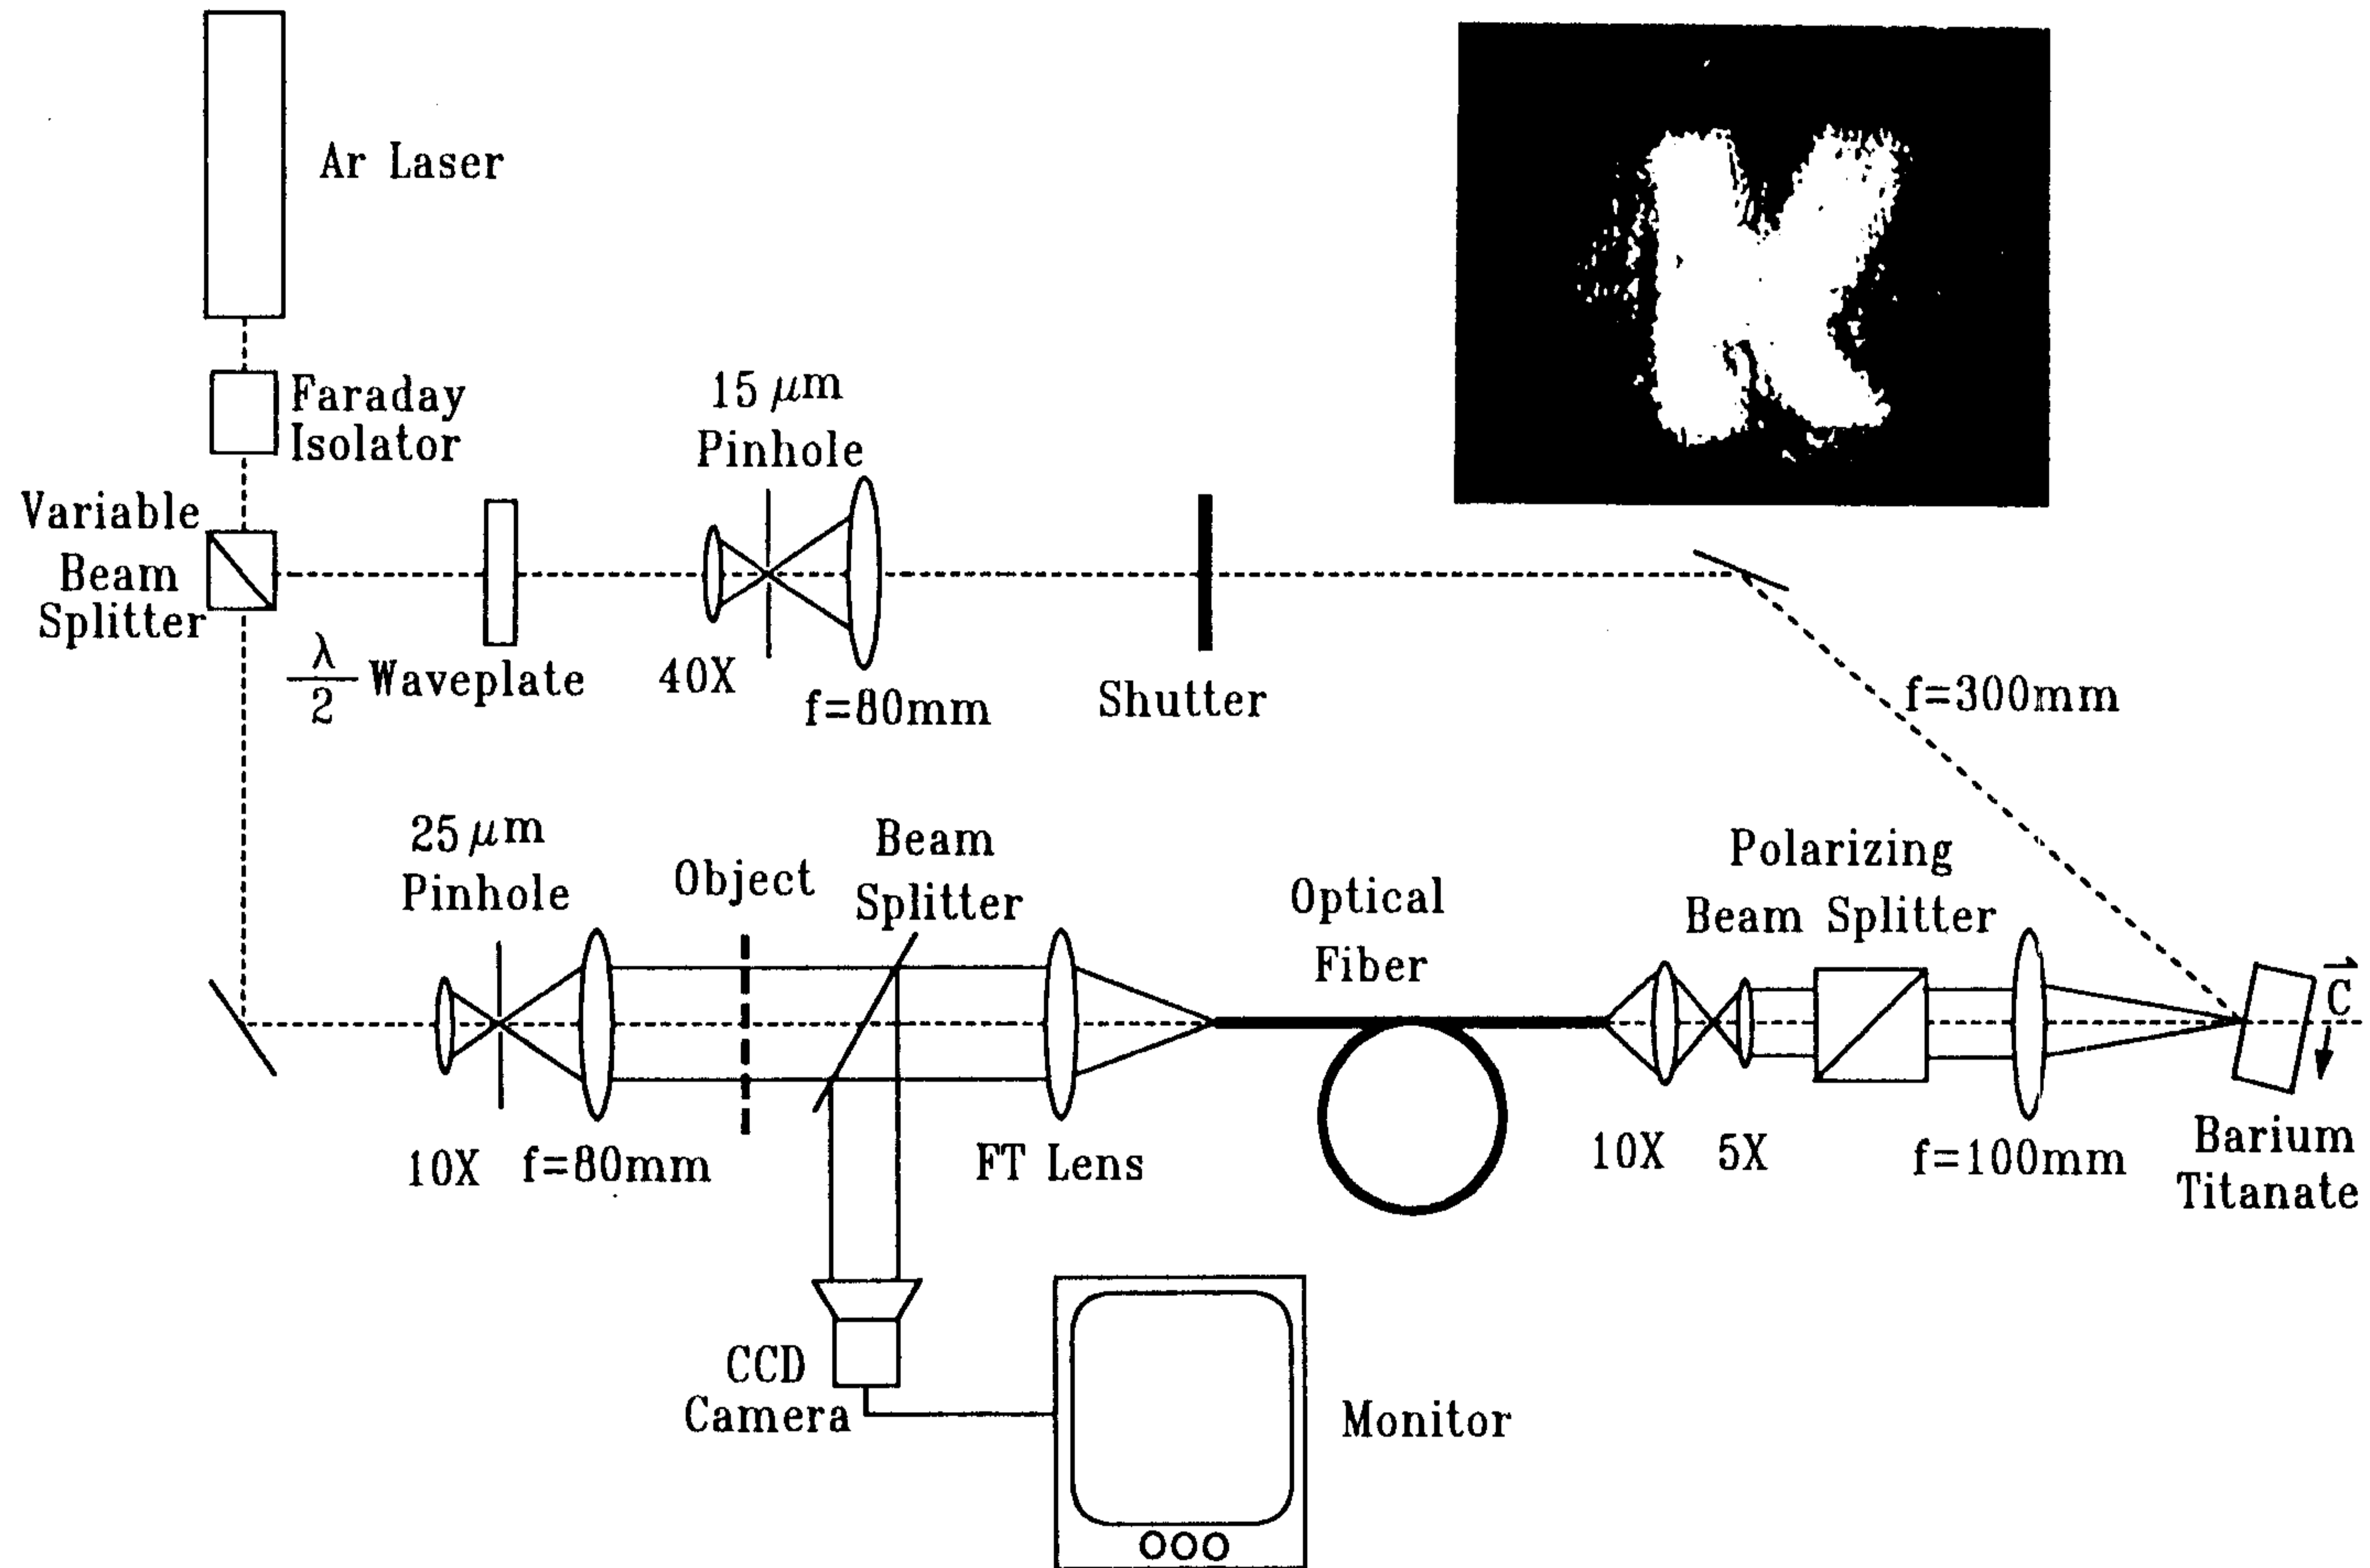 Ar Laser
Faraday
Isolator
Variable
Beam
Splitter
λ/2 Waveplate
15 μm
Pinhole
40X
f=80mm
Shutter
f=300mm
K
25 μm
Pinhole
10X
f=80mm
Object
Beam
Splitter
FT Lens
Optical
Fiber
10X
5X
Polarizing
Beam Splitter
f=100mm
C⃗
Barium
Titanate
CCD
Camera
Monitor